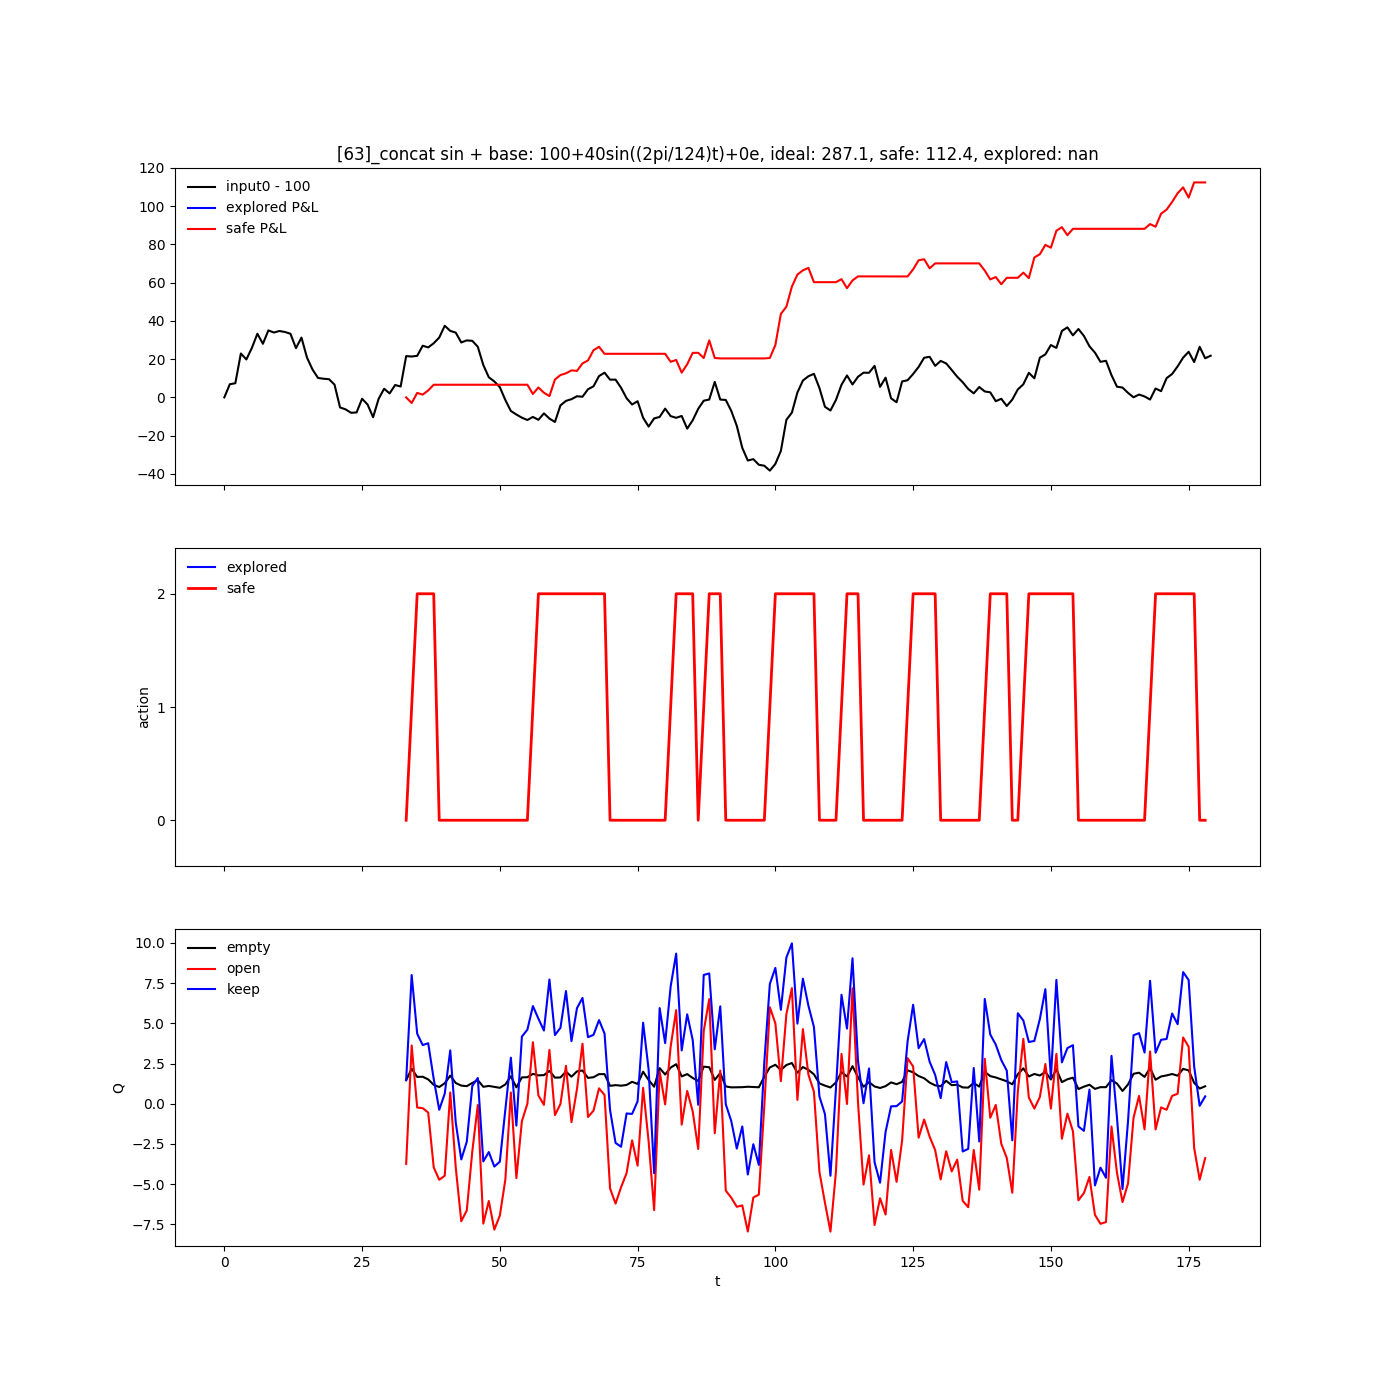 [63]_concat sin + base: 100+40sin((2pi/124)t)+0e, ideal: 287.1, safe: 112.4, explored: nan
120
100
80
60
40
20
0
−20
−40
input0 - 100
explored P&L
safe P&L
action
2
1
0
explored
safe
Q
10.0
7.5
5.0
2.5
0.0
−2.5
−5.0
−7.5
empty
open
keep
0 25 50 75 100 125 150 175
t